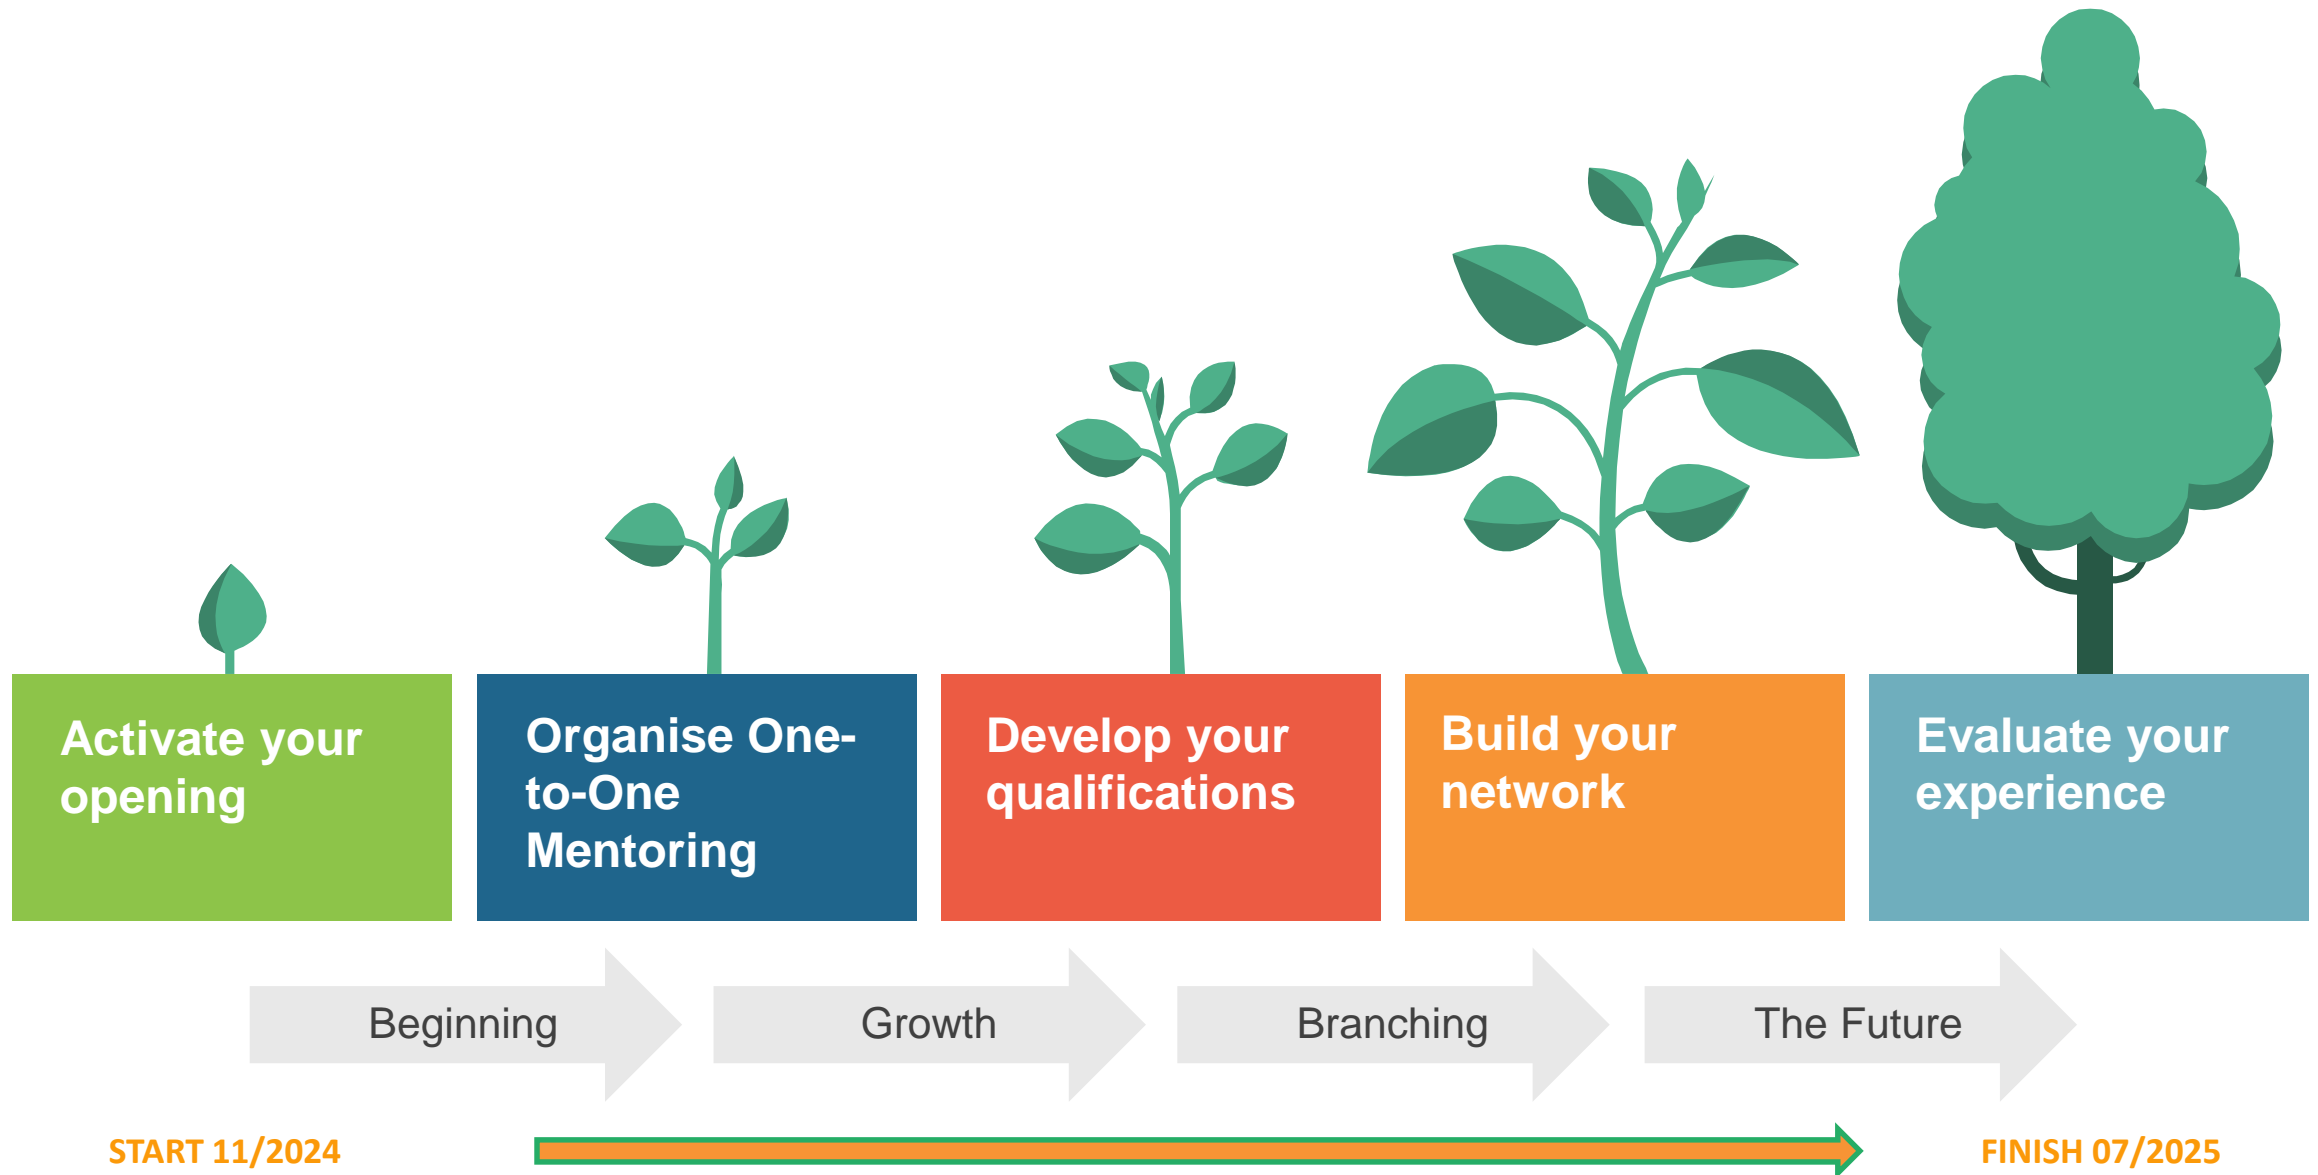 Activate your
opening
Organise One-
to-One
Mentoring
Develop your
qualifications
Build your
network
Evaluate your
experience
Beginning
Growth
Branching
The Future
START 11/2024
FINISH 07/2025